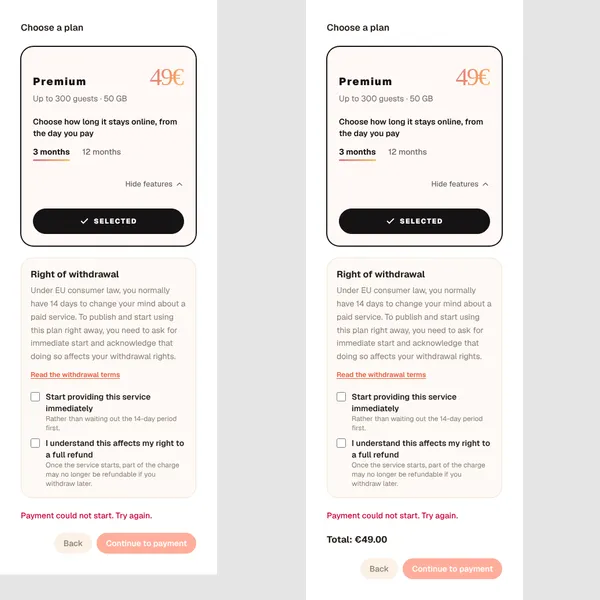 Choose a plan
Premium
49€
Up to 300 guests · 50 GB
Choose how long it stays online, from
the day you pay
3 months
12 months
Hide features
SELECTED
Right of withdrawal
Under EU consumer law, you normally
have 14 days to change your mind about a
paid service. To publish and start using
this plan right away, you need to ask for
immediate start and acknowledge that
doing so affects your withdrawal rights.
Read the withdrawal terms
Start providing this service
immediately
Rather than waiting out the 14-day period
first.
I understand this affects my right to
a full refund
Once the service starts, part of the charge
may no longer be refundable if you
withdraw later.
Payment could not start. Try again.
Back
Continue to payment
Choose a plan
Premium
49€
Up to 300 guests · 50 GB
Choose how long it stays online, from
the day you pay
3 months
12 months
Hide features
SELECTED
Right of withdrawal
Under EU consumer law, you normally
have 14 days to change your mind about a
paid service. To publish and start using
this plan right away, you need to ask for
immediate start and acknowledge that
doing so affects your withdrawal rights.
Read the withdrawal terms
Start providing this service
immediately
Rather than waiting out the 14-day period
first.
I understand this affects my right to
a full refund
Once the service starts, part of the charge
may no longer be refundable if you
withdraw later.
Payment could not start. Try again.
Total: €49.00
Back
Continue to payment